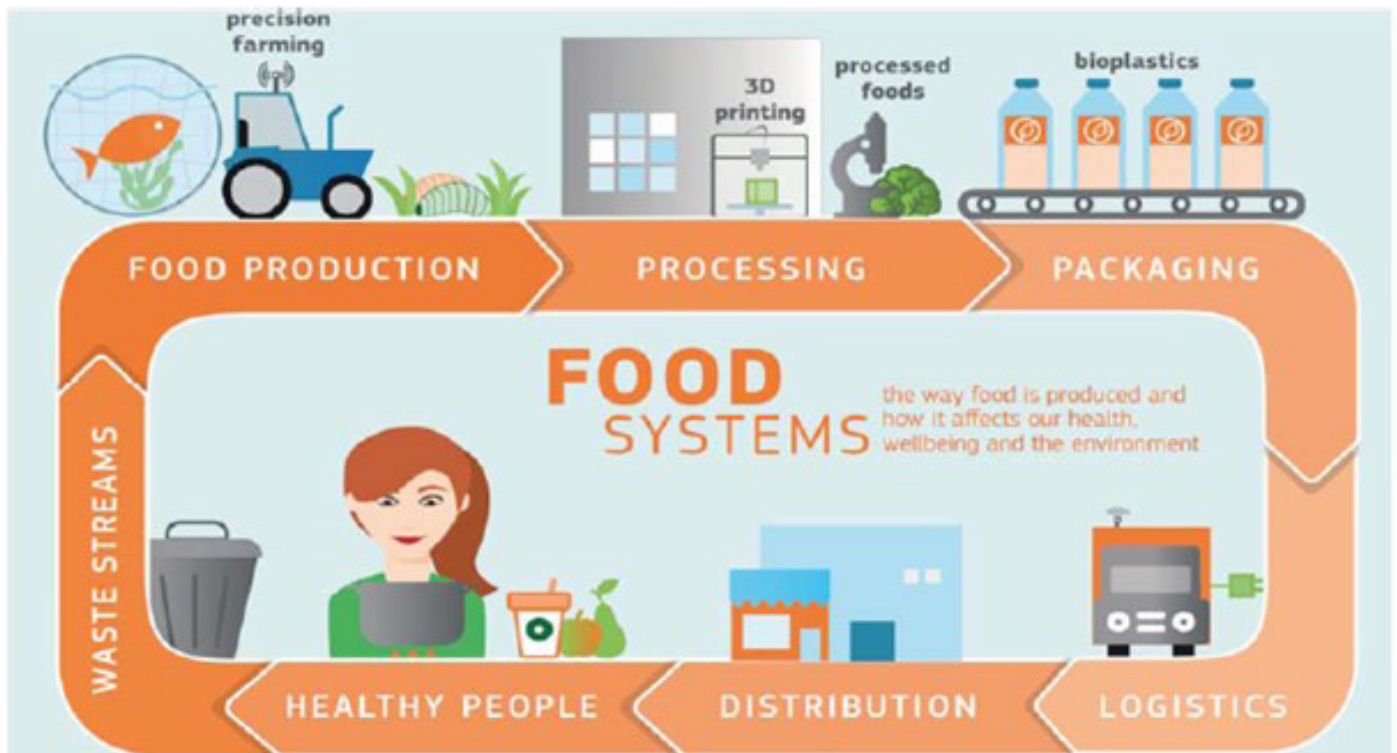 precision
farming
3D
printing
processed
foods
bioplastics
FOOD PRODUCTION
PROCESSING
PACKAGING
FOOD
SYSTEMS
the way food is produced and
how it affects our health,
wellbeing and the environment
WASTE STREAMS
HEALTHY PEOPLE
DISTRIBUTION
LOGISTICS